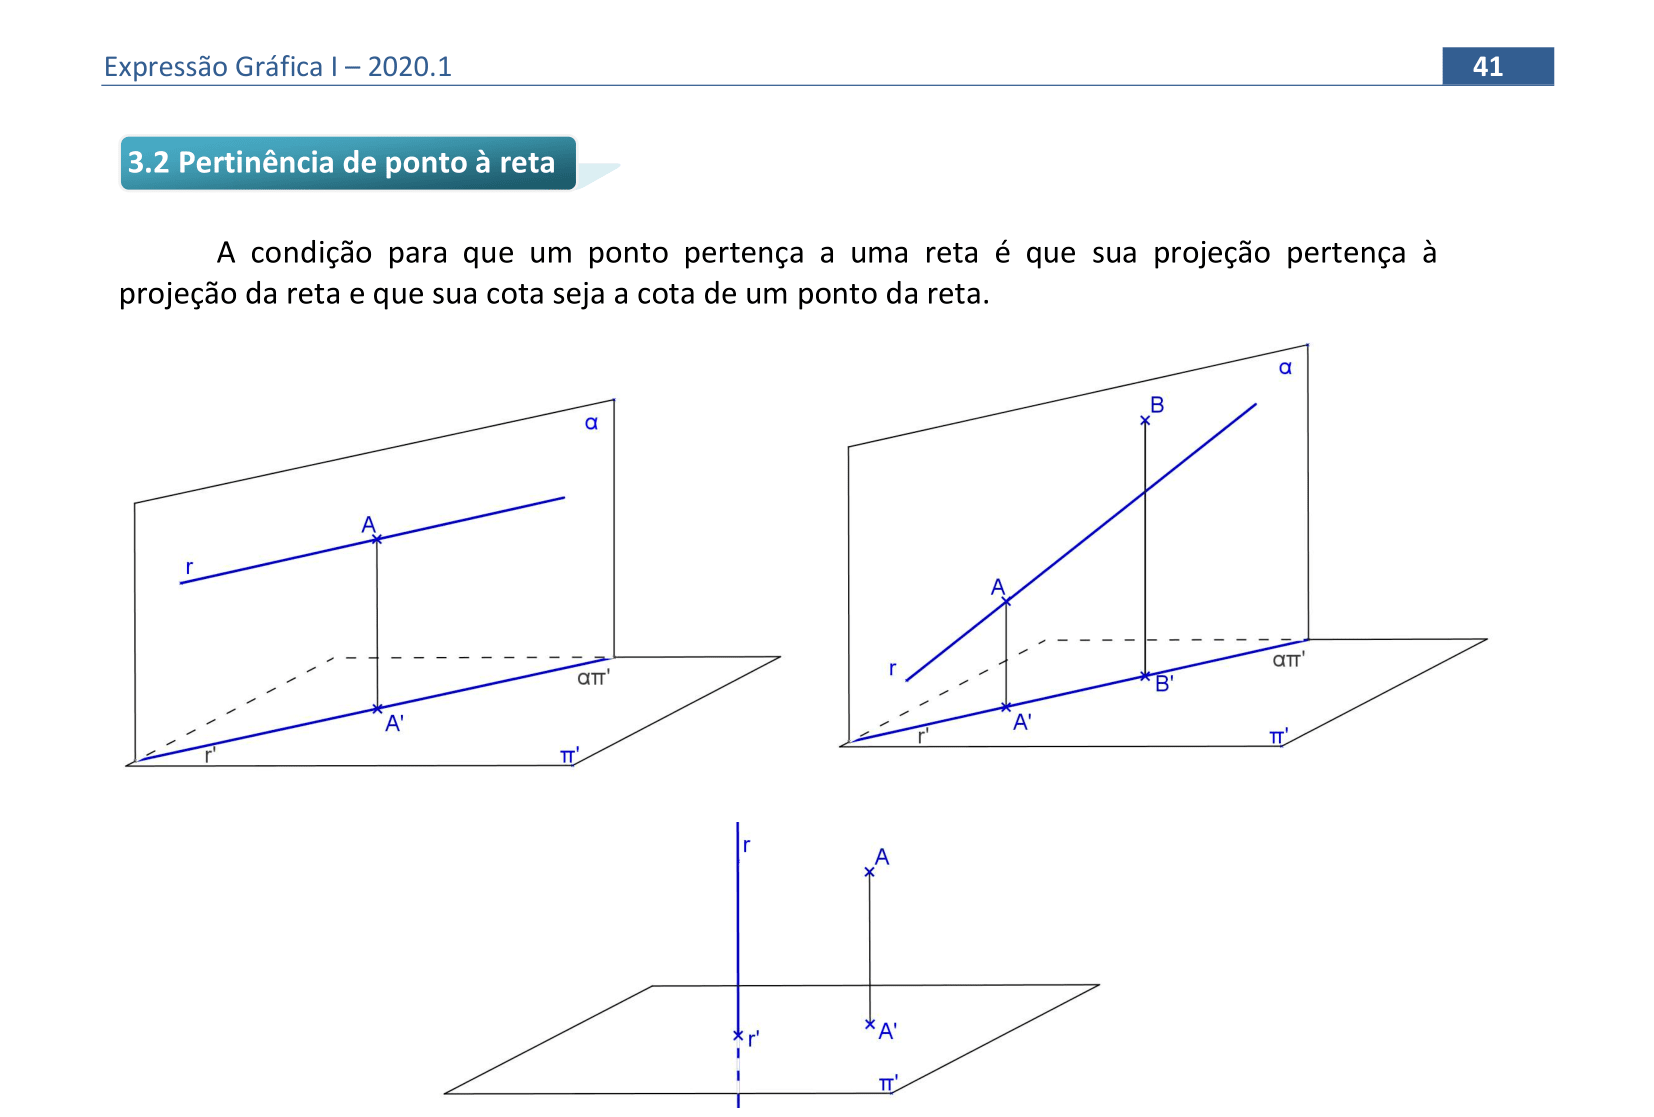 Expressão Gráfica I – 2020.1
41
3.2 Pertinência de ponto à reta
A condição para que um ponto pertença a uma reta é que sua projeção pertença à
projeção da reta e que sua cota seja a cota de um ponto da reta.
α
A
r
απ'
A'
r'
π'
α
B
A
r
απ'
B'
A'
r'
π'
r
A
r'
A'
π'